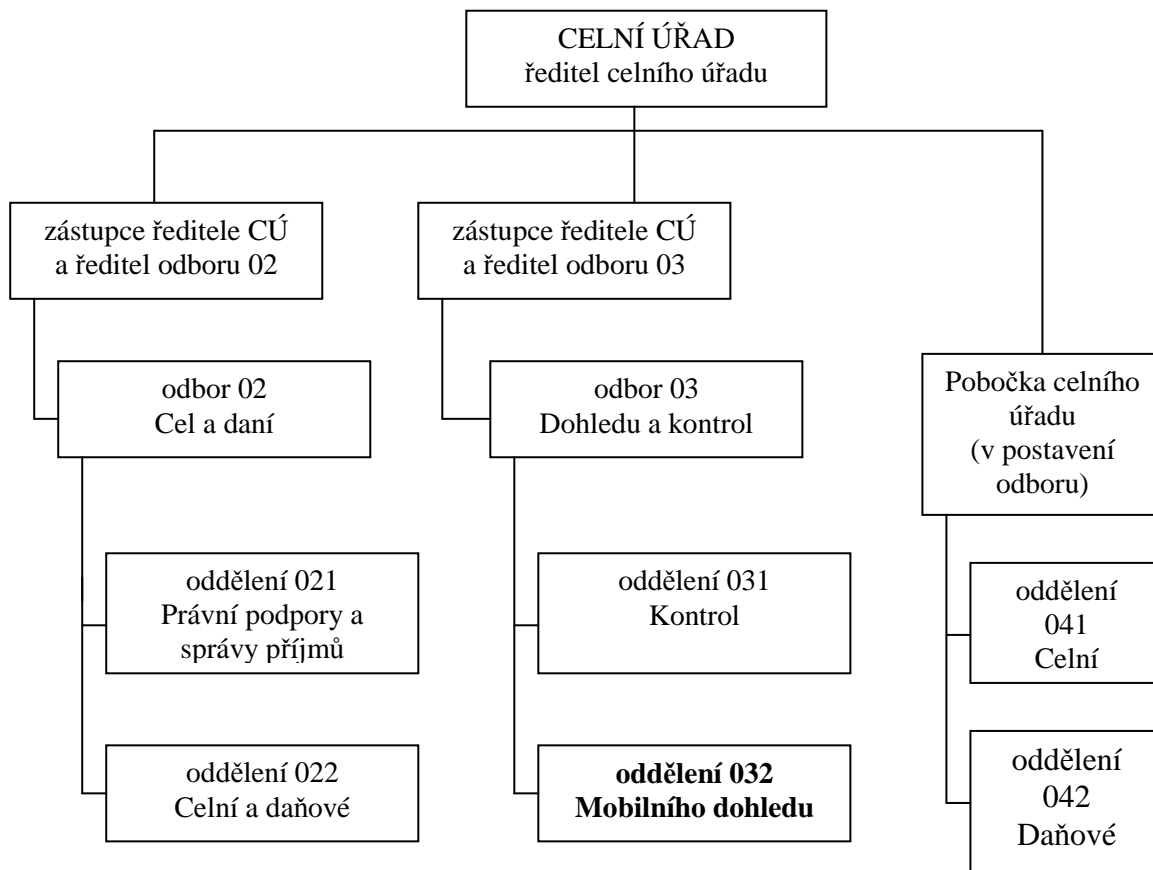 CELNÍ ÚŘAD
ředitel celního úřadu
zástupce ředitele CÚ
a ředitel odboru 02
zástupce ředitele CÚ
a ředitel odboru 03
odbor 02
Cel a daní
odbor 03
Dohledu a kontrol
Pobočka celního
úřadu
(v postavení
odboru)
oddělení 021
Právní podpory a
správy příjmů
oddělení 031
Kontrol
oddělení
041
Celní
oddělení 022
Celní a daňové
oddělení 032
Mobilního dohledu
oddělení
042
Daňové